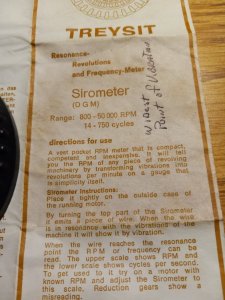 TREYSIT
Resonance-
Revolutions
and Frequency-Meter
Sirometer
(D G M)
Range: 800 - 50 000 RPM
14 - 750 cycles
widest
Point of Vibration
directions for use
A vest pocket RPM meter that is compact,
competent and inexpensive. It will tell
you the RPM of any piece of revolving
machinery by transforming vibrations into
revolutions per minute on a gauge that
is simplicity itself.
Sirometer instructions:
Place it tightly on the outside case of
the running motor.
By turning the top part of the Sirometer
it emits a piece of wire. When the wire
is in resonance with the vibrations of the
machine it will show it by vibration.
When the wire reaches the resonance
point the R P M or frequency can be
read. The upper scale shows RPM and
the lower scale shows cycles per second.
To get used to it try on a motor with
known RPM and adjust the Sirometer to
this scale. Reduction gears show a
misreading.